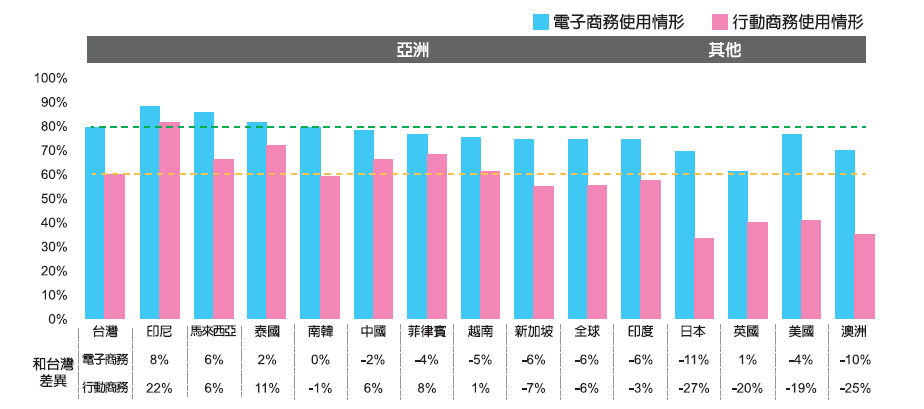 電子商務使用情形 行動商務使用情形
亞洲 其他
100%
90%
80%
70%
60%
50%
40%
30%
20%
10%
0%
台灣 印尼 馬來西亞 泰國 南韓 中國 菲律賓 越南 新加坡 全球 印度 日本 英國 美國 澳洲
和台灣差異
電子商務 8% 6% 2% 0% -2% -4% -5% -6% -6% -6% -11% 1% -4% -10%
行動商務 22% 6% 11% -1% 6% 8% 1% -7% -6% -3% -27% -20% -19% -25%